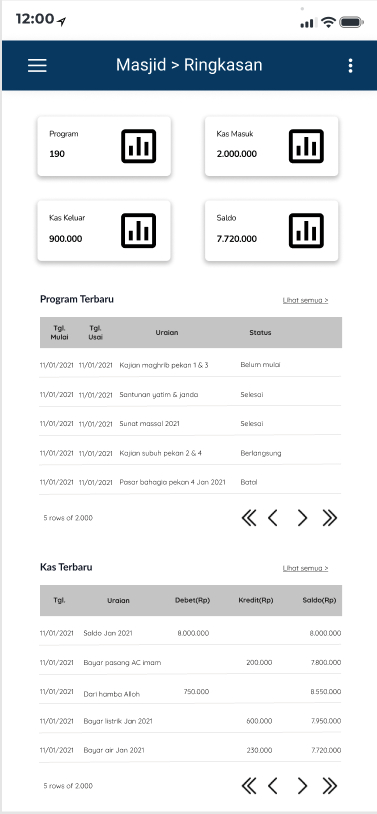 12:00
Masjid > Ringkasan
Program
190
Kas Masuk
2.000.000
Kas Keluar
900.000
Saldo
7.720.000
Program Terbaru
Lihat semua >
Tgl. Mulai Tgl. Usai Uraian Status
11/01/2021 11/01/2021 Kajian maghrib pekan 1 & 3 Belum mulai
11/01/2021 11/01/2021 Santunan yatim & janda Selesai
11/01/2021 11/01/2021 Sunat massal 2021 Selesai
11/01/2021 11/01/2021 Kajian subuh pekan 2 & 4 Berlangsung
11/01/2021 11/01/2021 Pasar bahagia pekan 4 Jan 2021 Batal
5 rows of 2.000
Kas Terbaru
Lihat semua >
Tgl. Uraian Debet(Rp) Kredit(Rp) Saldo(Rp)
11/01/2021 Saldo Jan 2021 8.000.000 8.000.000
11/01/2021 Bayar pasang AC imam 200.000 7.800.000
11/01/2021 Dari hamba Alloh 750.000 8.550.000
11/01/2021 Bayar listrik Jan 2021 600.000 7.950.000
11/01/2021 Bayar air Jan 2021 230.000 7.720.000
5 rows of 2.000